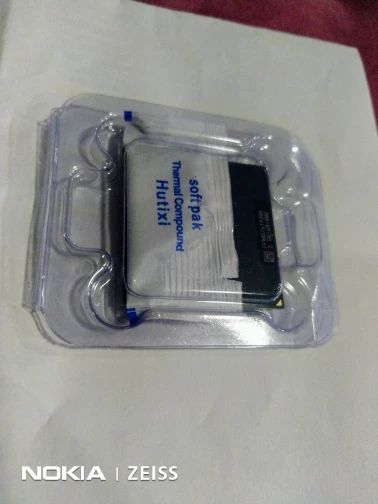 soft pak
Thermal Compound
Hutixi
NOKIA | ZEISS